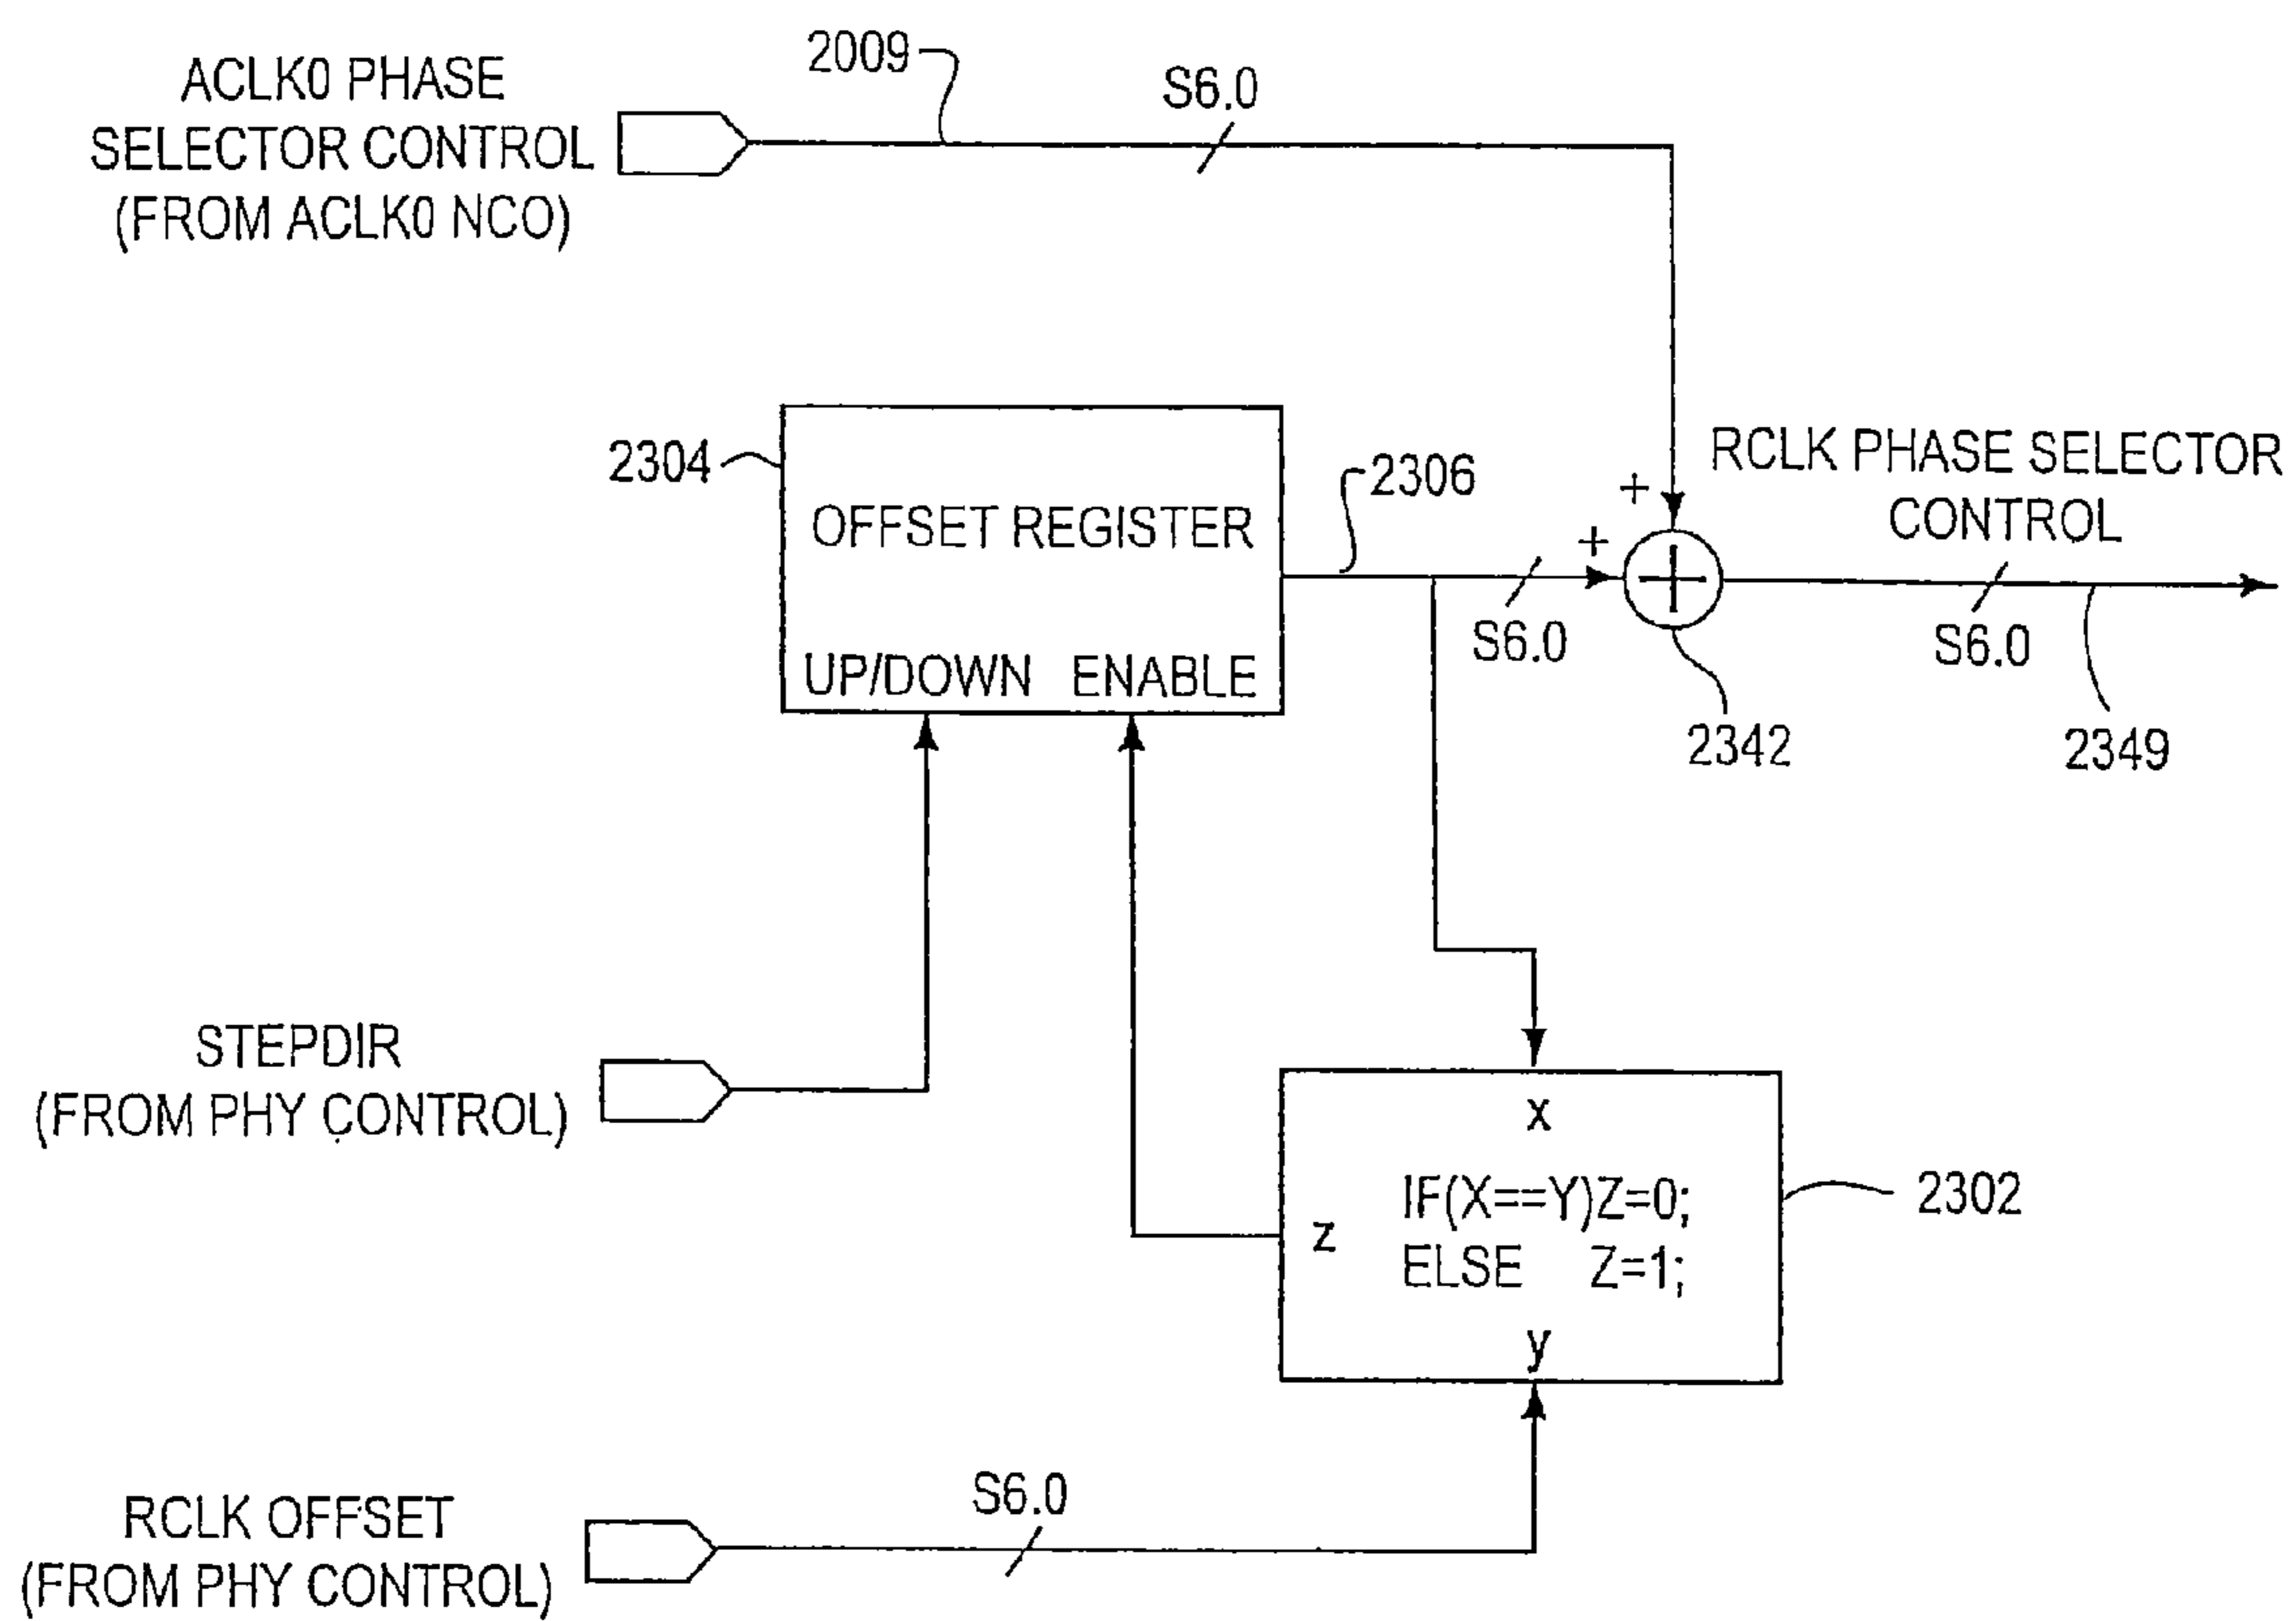 2009
S6.0
ACLK0 PHASE
SELECTOR CONTROL
(FROM ACLK0 NCO)
2304
OFFSET REGISTER
UP/DOWN ENABLE
2306
+
+
S6.0
RCLK PHASE SELECTOR
CONTROL
S6.0
2342
2349
STEPDIR
(FROM PHY CONTROL)
x
IF(X==Y)Z=0;
z
ELSE Z=1;
y
2302
S6.0
RCLK OFFSET
(FROM PHY CONTROL)